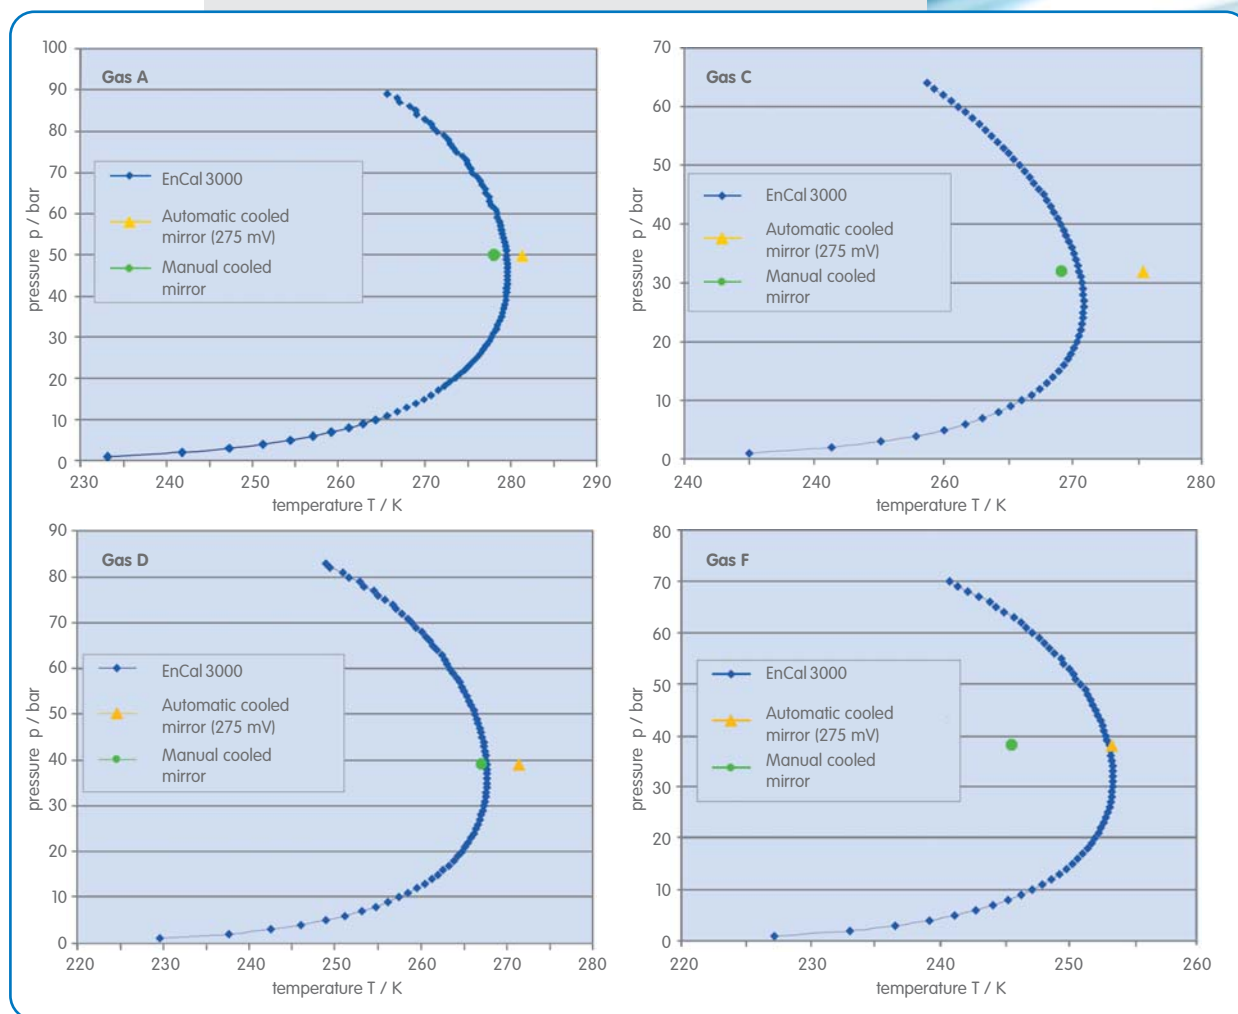 Gas A
pressure p / bar
100
90
80
70
60
50
40
30
20
10
0
EnCal 3000
Automatic cooled
mirror (275 mV)
Manual cooled
mirror
230 240 250 260 270 280 290
temperature T / K
Gas C
pressure p / bar
70
60
50
40
30
20
10
0
EnCal 3000
Automatic cooled
mirror (275 mV)
Manual cooled
mirror
240 240 260 270 280
temperature T / K
Gas D
pressure p / bar
90
80
70
60
50
40
30
20
10
0
EnCal 3000
Automatic cooled
mirror (275 mV)
Manual cooled
mirror
220 230 240 250 260 270 280
temperature T / K
Gas F
pressure p / bar
80
70
60
50
40
30
20
10
0
EnCal 3000
Automatic cooled
mirror (275 mV)
Manual cooled
mirror
220 230 240 250 260
temperature T / K